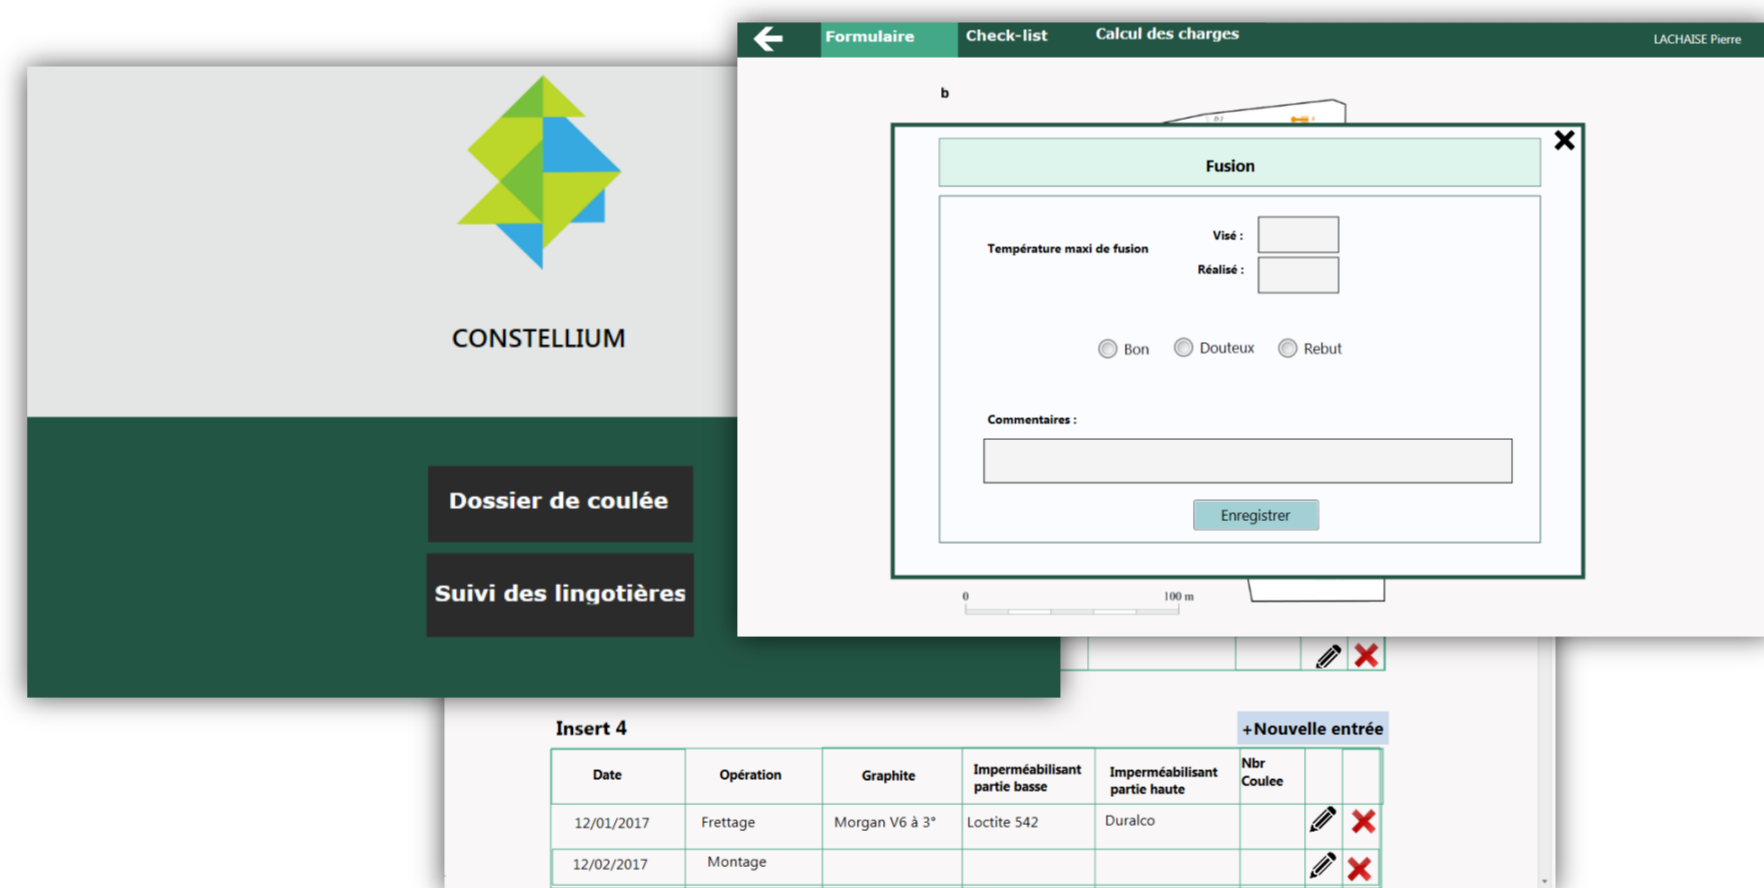 Formulaire Check-list Calcul des charges LACHAISE Pierre
b
Fusion
Température maxi de fusion
Visé :
Réalisé :
Bon Douteux Rebut
Commentaires :
Enregistrer
0 100 m
CONSTELLIUM
Dossier de coulée
Suivi des lingotières
Insert 4 +Nouvelle entrée
Date Opération Graphite Imperméabilisant partie basse Imperméabilisant partie haute Nbr Coulee
12/01/2017 Frettage Morgan V6 à 3° Loctite 542 Duralco
12/02/2017 Montage